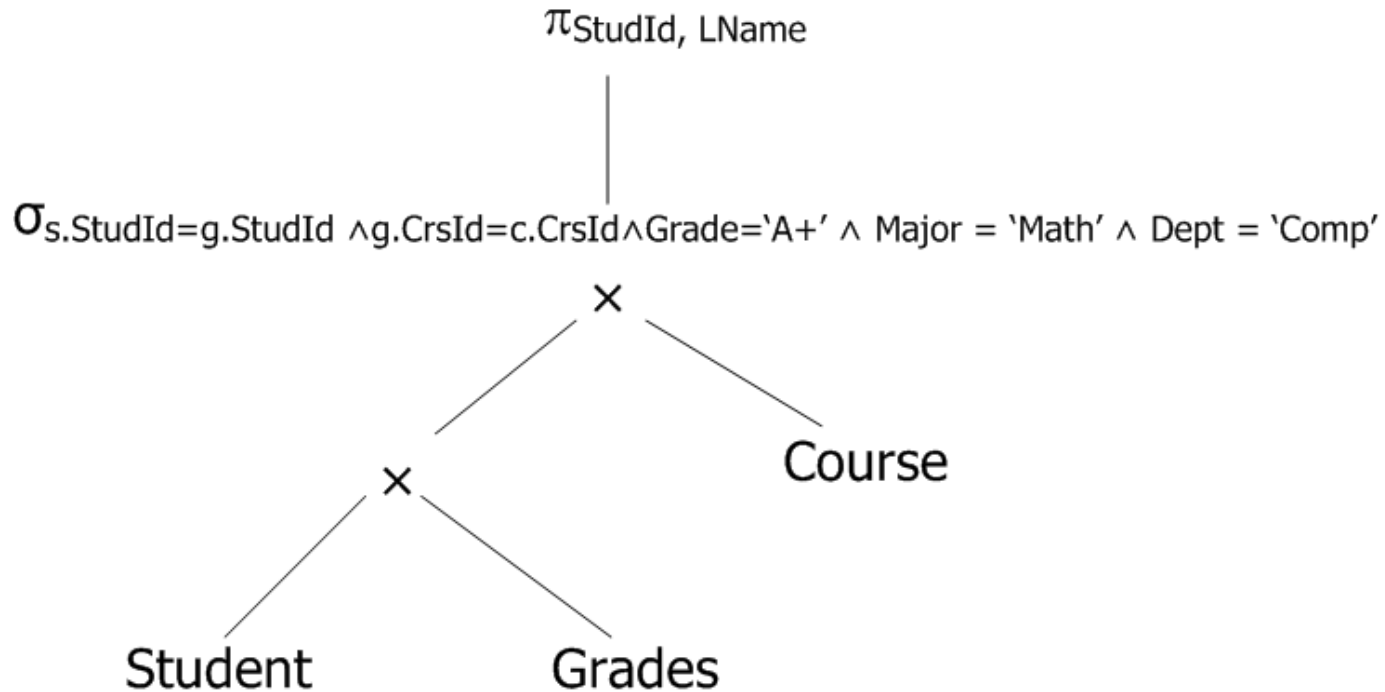 πStudId, LName
σs.StudId=g.StudId ∧g.CrsId=c.CrsId∧Grade=‘A+’ ∧ Major = ‘Math’ ∧ Dept = ‘Comp’
×
Course
×
Student Grades